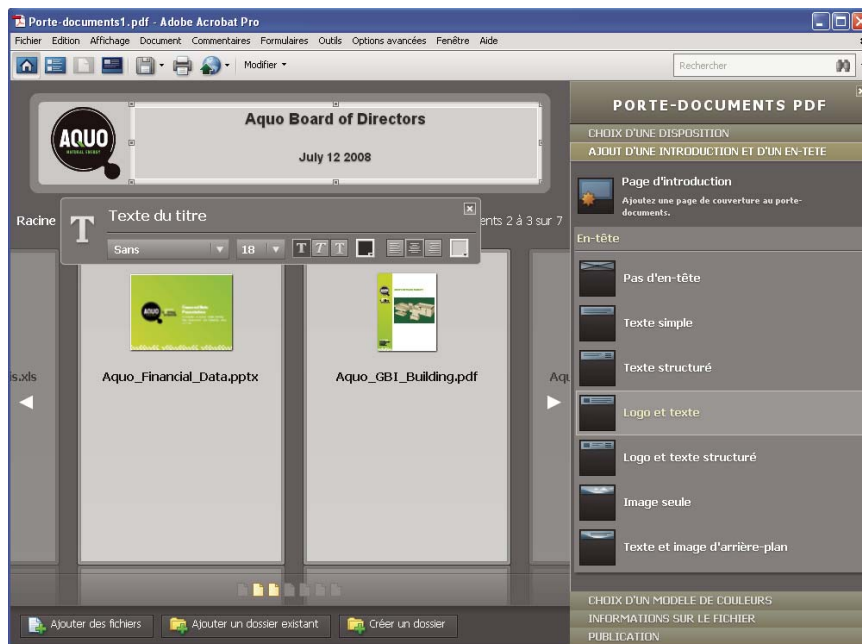 Porte-documents1.pdf - Adobe Acrobat Pro
Fichier Edition Affichage Document Commentaires Formulaires Outils Options avancées Fenêtre Aide
Modifier
Rechercher
AQUO
Aquo Board of Directors
July 12 2008
Racine
Texte du titre
ents 2 à 3 sur 7
Sans 18 T T T
AQUO
AQUO
is.xls
Aquo_Financial_Data.pptx
Aquo_GBI_Building.pdf
Aqu
Ajouter des fichiers
Ajouter un dossier existant
Créer un dossier
PORTE-DOCUMENTS PDF
CHOIX D'UNE DISPOSITION
AJOUT D'UNE INTRODUCTION ET D'UN EN-TETE
Page d'introduction
Ajoutez une page de couverture au porte-
documents.
En-tête
Pas d'en-tête
Texte simple
Texte structuré
Logo et texte
Logo et texte structuré
Image seule
Texte et image d'arrière-plan
CHOIX D'UN MODELE DE COULEURS
INFORMATIONS SUR LE FICHIER
PUBLICATION